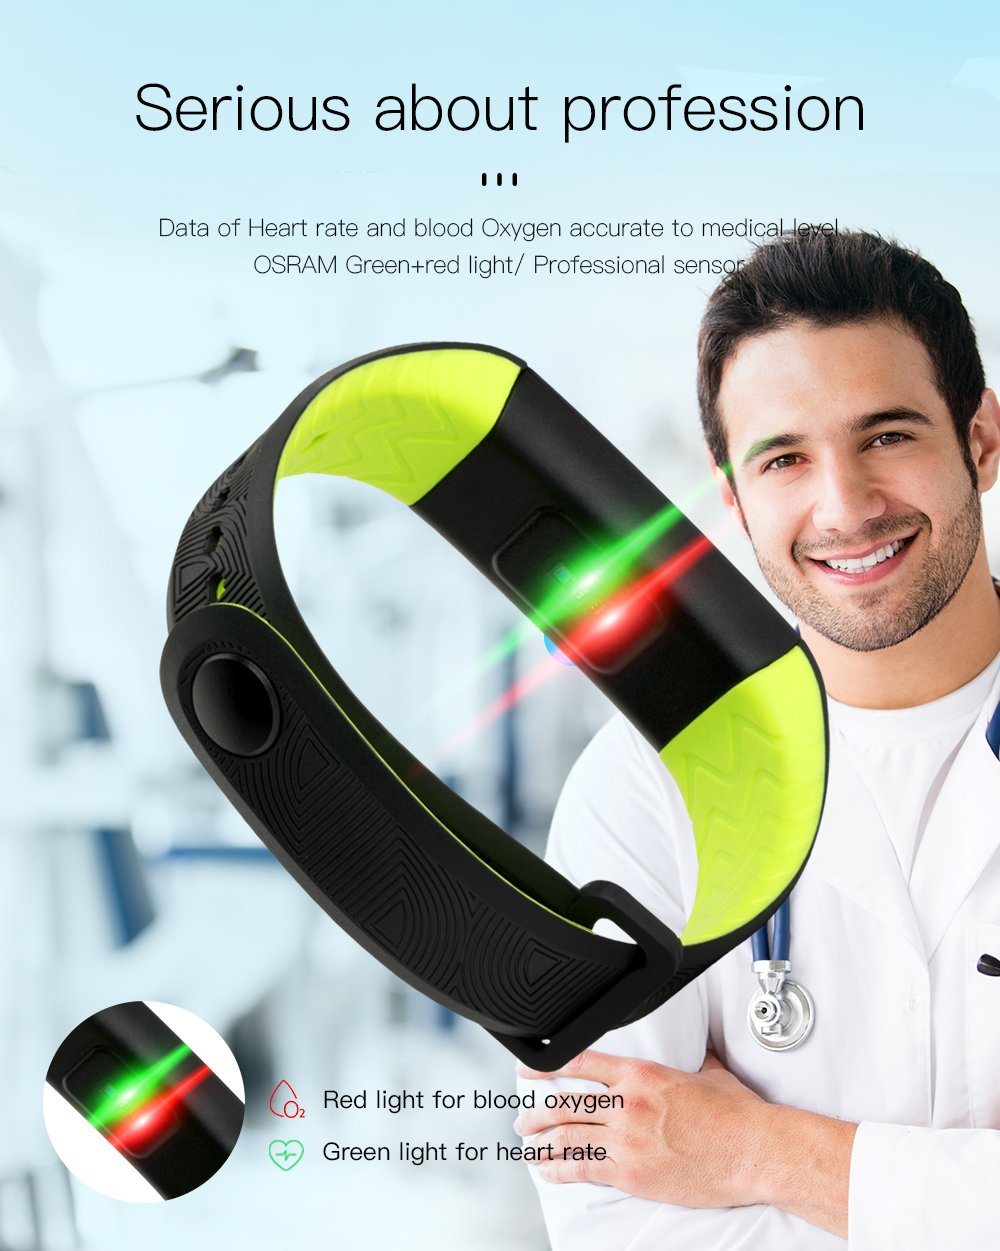 Serious about profession
Data of Heart rate and blood Oxygen accurate to medical level
OSRAM Green+red light/ Professional sensor
O2 Red light for blood oxygen
Green light for heart rate